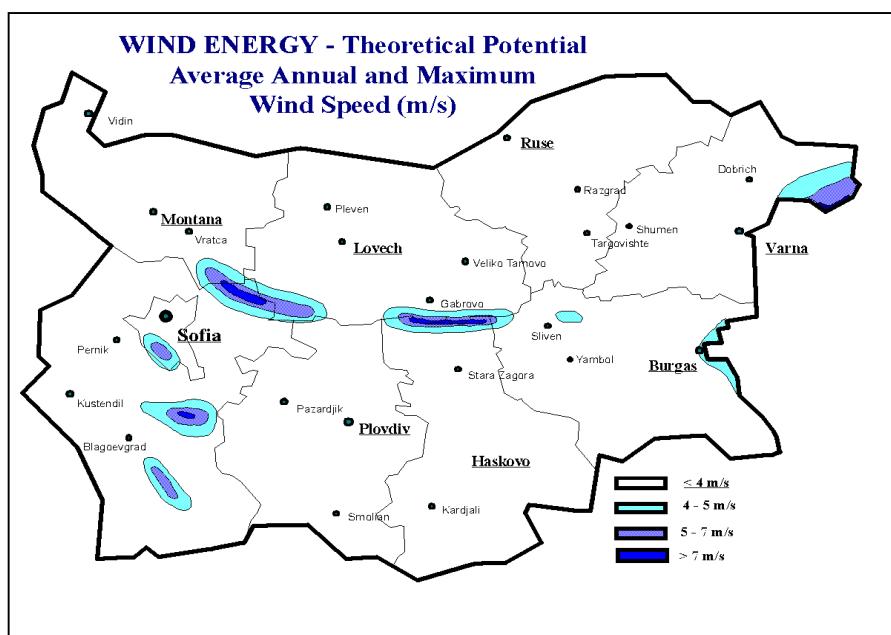 WIND ENERGY - Theoretical Potential
Average Annual and Maximum
Wind Speed (m/s)
Vidin
Ruse
Dobrich
Razgrad
Pleven
Montana
Vratca
Lovech
Targovishte
Shumen
Varna
Veliko Tarnovo
Gabrovo
Sofia
Sliven
Pernik
Yambol
Burgas
Stara Zagora
Kustendil
Pazardjik
Plovdiv
Blagoevgrad
Haskovo
Smolian
Kardjali
≤ 4 m/s
4 - 5 m/s
5 - 7 m/s
> 7 m/s